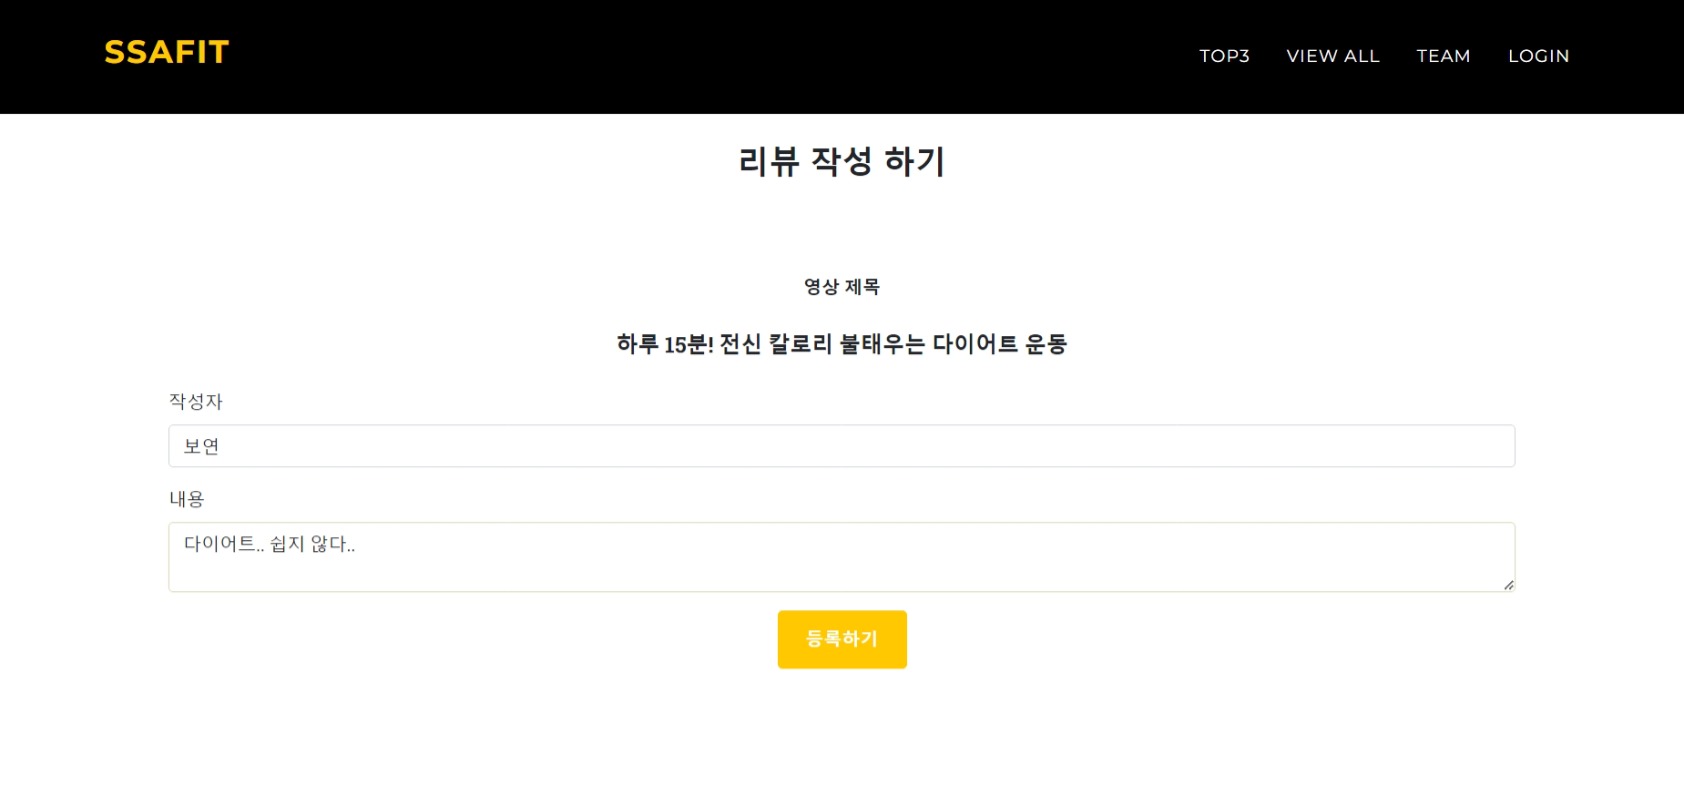 SSAFIT
TOP3 VIEW ALL TEAM LOGIN
리뷰 작성 하기
영상 제목
하루 15분! 전신 칼로리 불태우는 다이어트 운동
작성자
보연
내용
다이어트.. 쉽지 않다..
등록하기